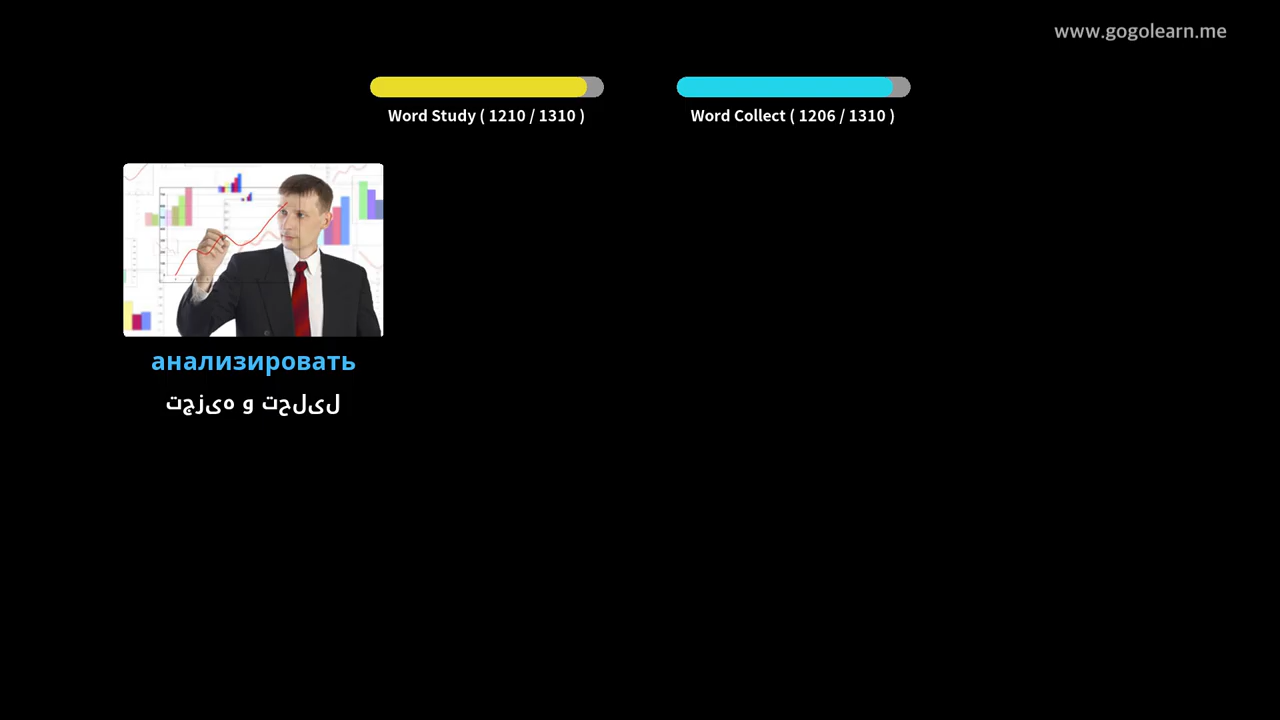 www.gogolearn.me
Word Study ( 1210 / 1310 )
Word Collect ( 1206 / 1310 )
анализировать
تجزیه و تحلیل